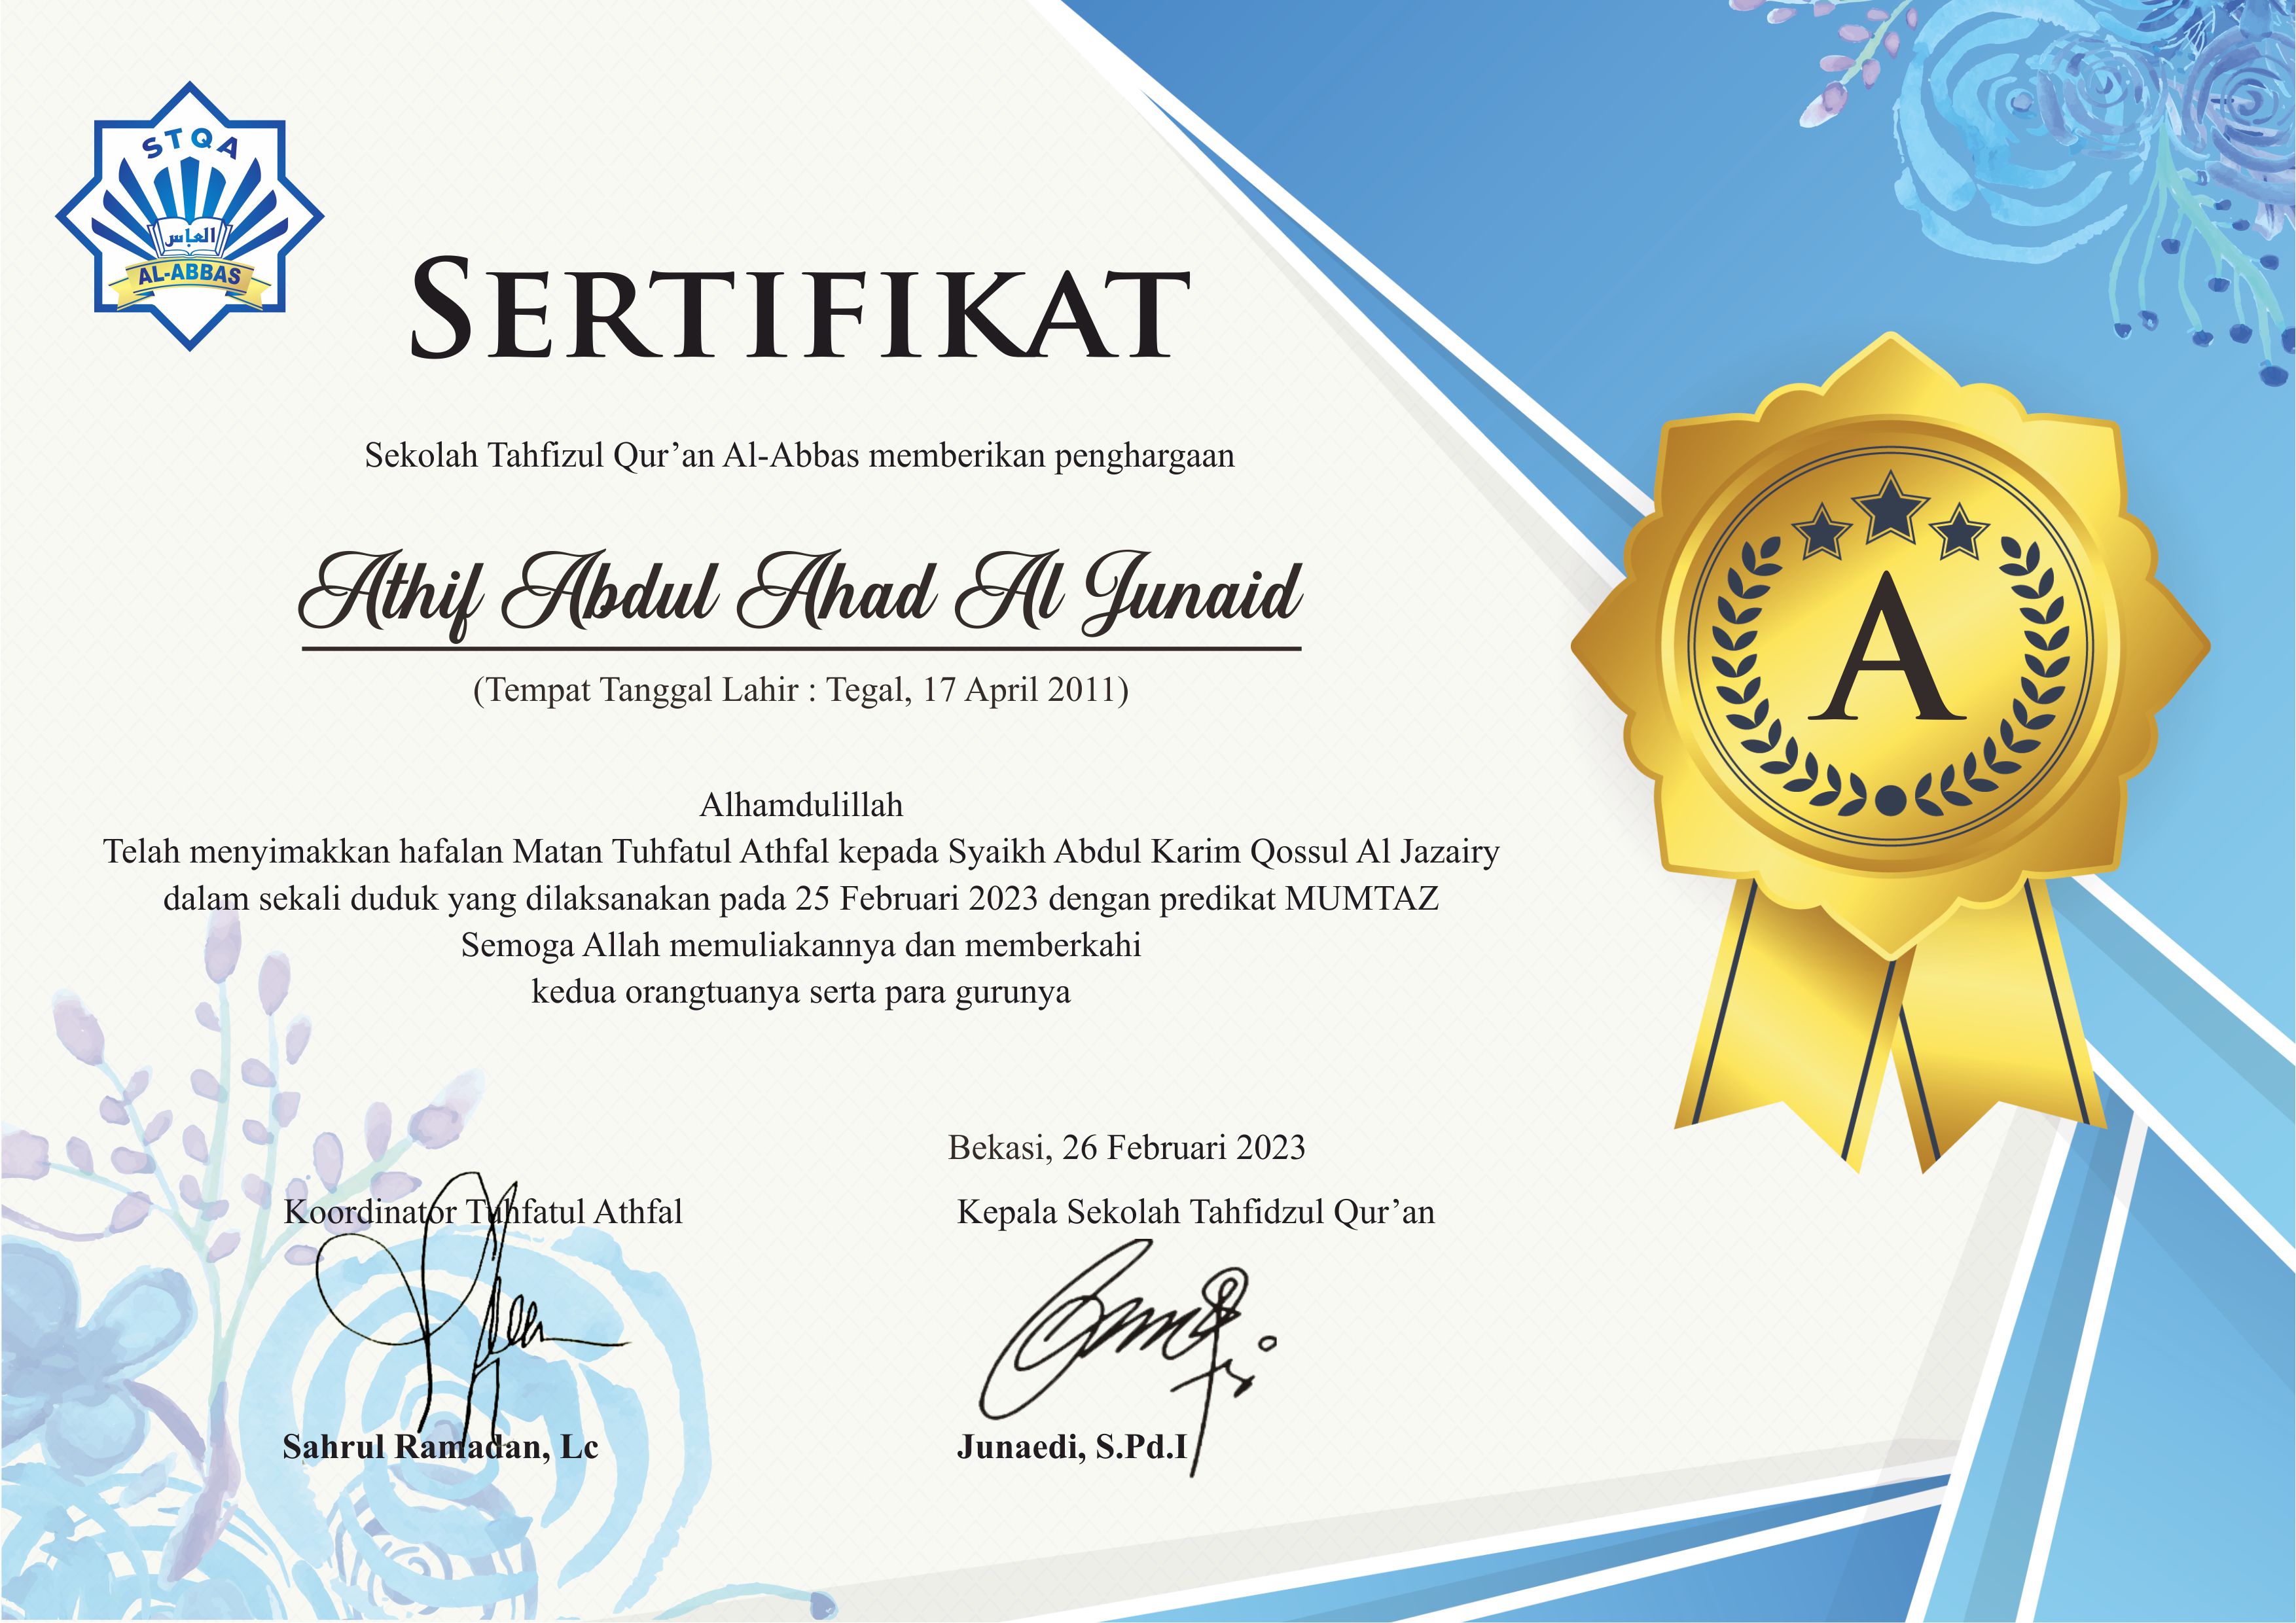 STQA
العباس
AL-ABBAS
SERTIFIKAT
Sekolah Tahfizul Qur’an Al-Abbas memberikan penghargaan
Athif Abdul Ahad Al Junaid
(Tempat Tanggal Lahir : Tegal, 17 April 2011)
A
Alhamdulillah
Telah menyimakkan hafalan Matan Tuhfatul Athfal kepada Syaikh Abdul Karim Qossul Al Jazairy
dalam sekali duduk yang dilaksanakan pada 25 Februari 2023 dengan predikat MUMTAZ
Semoga Allah memuliakannya dan memberkahi
kedua orangtuanya serta para gurunya
Bekasi, 26 Februari 2023
Koordinator Tuhfatul Athfal
Kepala Sekolah Tahfidzul Qur’an
Sahrul Ramadan, Lc
Junaedi, S.Pd.I